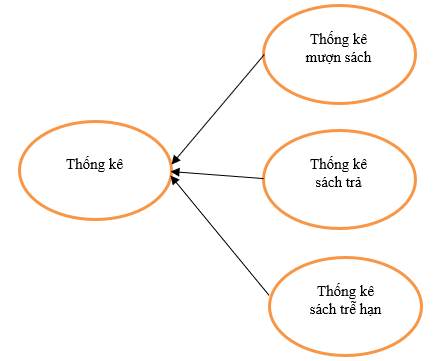 Thống kê
mượn sách
Thống kê
Thống kê
sách trả
Thống kê
sách trễ hạn